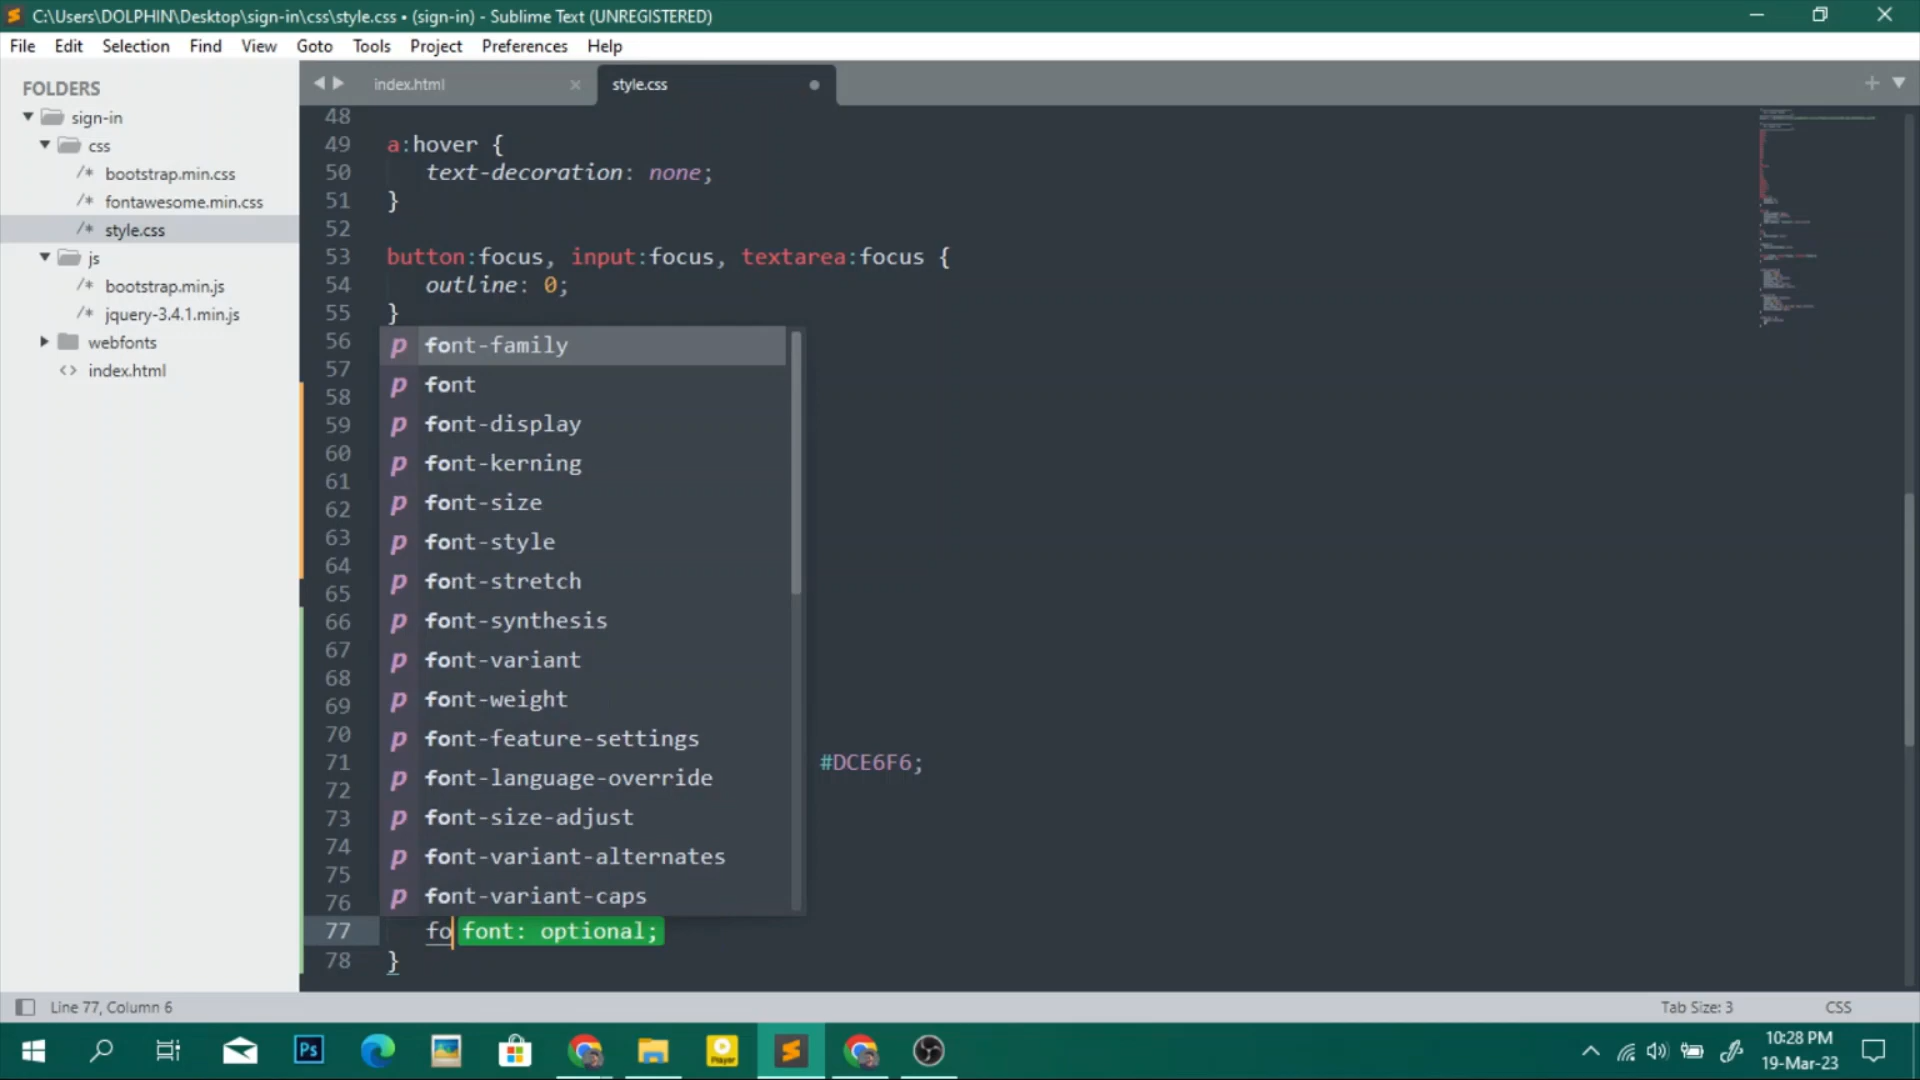 C:\Users\DOLPHIN\Desktop\sign-in\css\style.css • (sign-in) - Sublime Text (UNREGISTERED)
File Edit Selection Find View Goto Tools Project Preferences Help
FOLDERS
sign-in
css
/* bootstrap.min.css
/* fontawesome.min.css
/* style.css
js
/* bootstrap.min.js
/* jquery-3.4.1.min.js
webfonts
<> index.html
index.html
style.css
48
49 a:hover {
50 text-decoration: none;
51 }
52
53 button:focus, input:focus, textarea:focus {
54 outline: 0;
55 }
56
57
58
59
60
61
62
63
64
65
66
67
68
69
70
71 #DCE6F6;
72
73
74
75
76
77 fo font: optional;
78 }
p font-family
p font
p font-display
p font-kerning
p font-size
p font-style
p font-stretch
p font-synthesis
p font-variant
p font-weight
p font-feature-settings
p font-language-override
p font-size-adjust
p font-variant-alternates
p font-variant-caps
Line 77, Column 6
Tab Size: 3
CSS
Ps
Player
10:28 PM
19-Mar-23